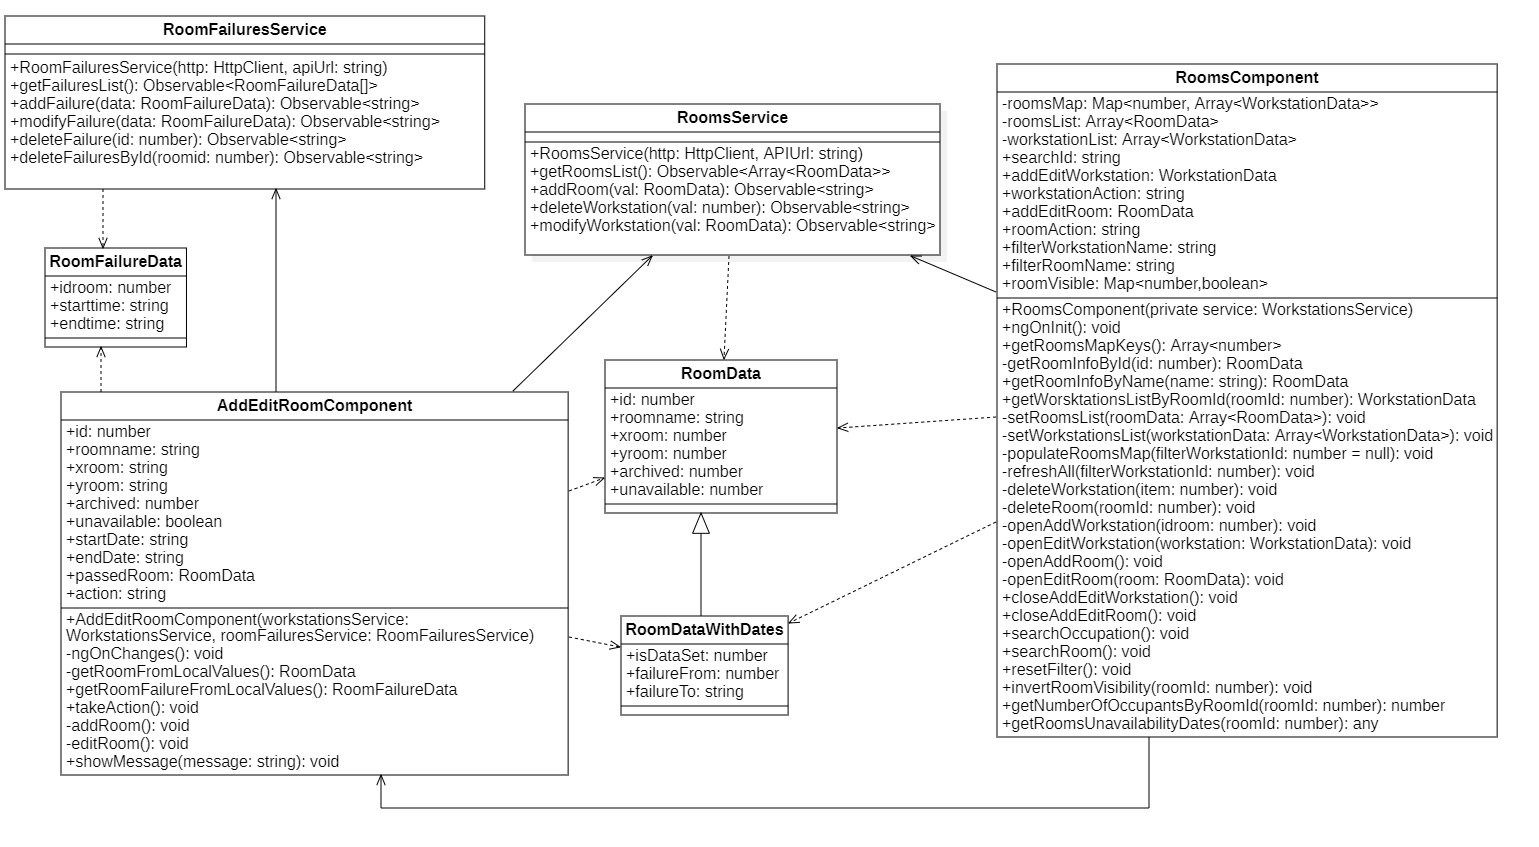 RoomFailuresService
+RoomFailuresService(http: HttpClient, apiUrl: string)
+getFailuresList(): Observable<RoomFailureData[]>
+addFailure(data: RoomFailureData): Observable<string>
+modifyFailure(data: RoomFailureData): Observable<string>
+deleteFailure(id: number): Observable<string>
+deleteFailuresById(roomid: number): Observable<string>
RoomsService
+RoomsService(http: HttpClient, APIUrl: string)
+getRoomsList(): Observable<Array<RoomData>>
+addRoom(val: RoomData): Observable<string>
+deleteWorkstation(val: number): Observable<string>
+modifyWorkstation(val: RoomData): Observable<string>
RoomsComponent
-roomsMap: Map<number, Array<WorkstationData>>
-roomsList: Array<RoomData>
-workstationList: Array<WorkstationData>
+searchId: string
+addEditWorkstation: WorkstationData
+workstationAction: string
+addEditRoom: RoomData
+roomAction: string
+filterWorkstationName: string
+filterRoomName: string
+roomVisible: Map<number,boolean>
+RoomsComponent(private service: WorkstationsService)
+ngOnInit(): void
+getRoomsMapKeys(): Array<number>
-getRoomInfoById(id: number): RoomData
+getRoomInfoByName(name: string): RoomData
+getWorsktationsListByRoomId(roomId: number): WorkstationData
-setRoomsList(roomData: Array<RoomData>): void
-setWorkstationsList(workstationData: Array<WorkstationData>): void
-populateRoomsMap(filterWorkstationId: number = null): void
-refreshAll(filterWorkstationId: number): void
-deleteWorkstation(item: number): void
-deleteRoom(roomId: number): void
-openAddWorkstation(idroom: number): void
-openEditWorkstation(workstation: WorkstationData): void
-openAddRoom(): void
-openEditRoom(room: RoomData): void
+closeAddEditWorkstation(): void
+closeAddEditRoom(): void
+searchOccupation(): void
+searchRoom(): void
+resetFilter(): void
+invertRoomVisibility(roomId: number): void
+getNumberOfOccupantsByRoomId(roomId: number): number
+getRoomsUnavailabilityDates(roomId: number): any
RoomFailureData
+idroom: number
+starttime: string
+endtime: string
RoomData
+id: number
+roomname: string
+xroom: number
+yroom: number
+archived: number
+unavailable: number
AddEditRoomComponent
+id: number
+roomname: string
+xroom: string
+yroom: string
+archived: number
+unavailable: boolean
+startDate: string
+endDate: string
+passedRoom: RoomData
+action: string
+AddEditRoomComponent(workstationsService:
WorkstationsService, roomFailuresService: RoomFailuresService)
-ngOnChanges(): void
-getRoomFromLocalValues(): RoomData
+getRoomFailureFromLocalValues(): RoomFailureData
+takeAction(): void
-addRoom(): void
-editRoom(): void
+showMessage(message: string): void
RoomDataWithDates
+isDataSet: number
+failureFrom: number
+failureTo: string